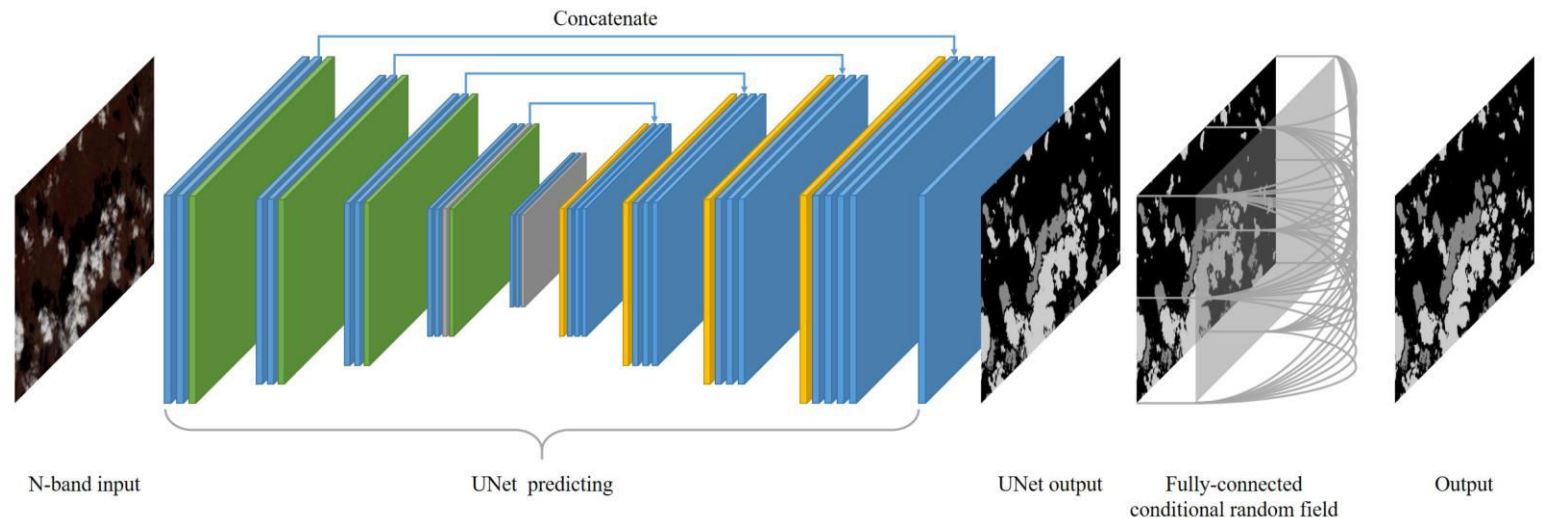 Concatenate
N-band input
UNet predicting
UNet output
Fully-connected
conditional random field
Output